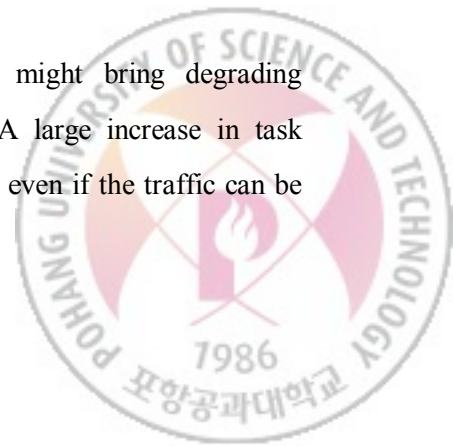 might bring degrading
A large increase in task
even if the traffic can be
POHANG UNIVERSITY OF SCIENCE AND TECHNOLOGY
1986
포항공과대학교